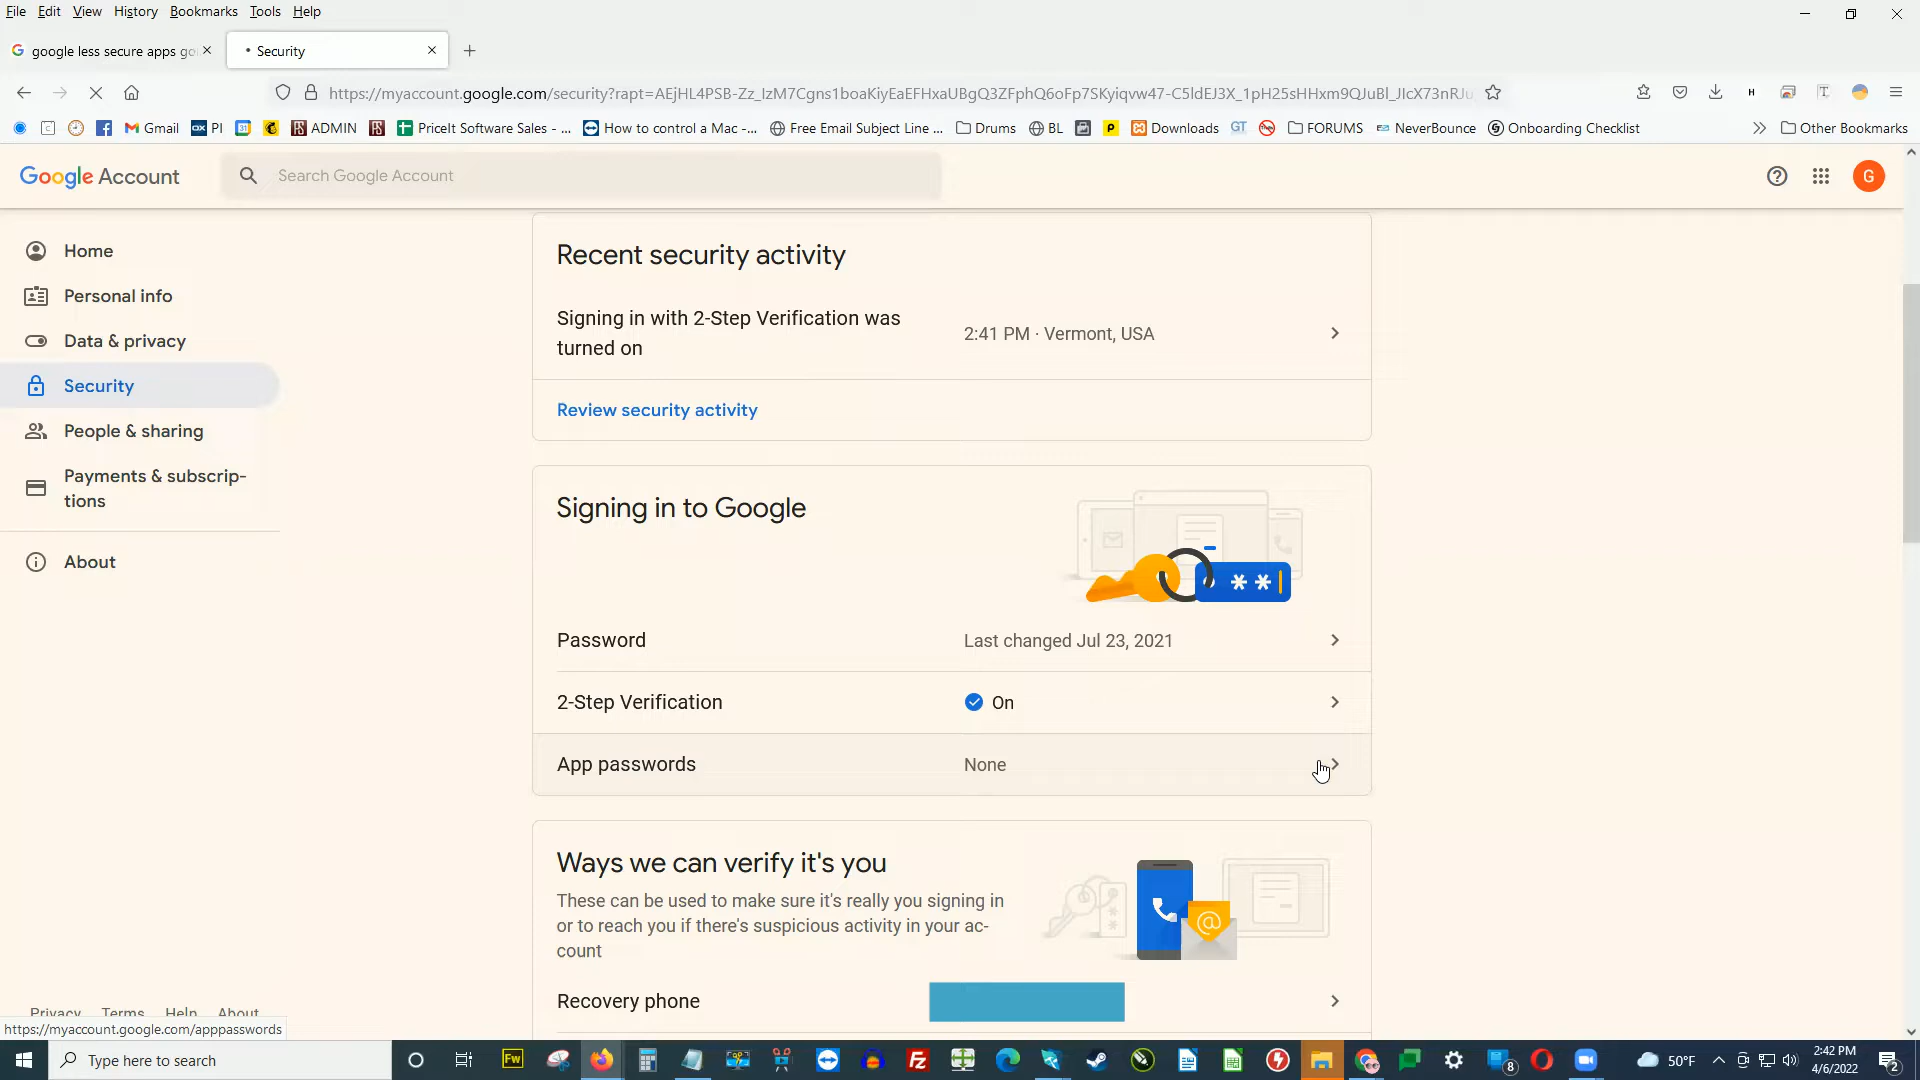 File Edit View History Bookmarks Tools Help
google less secure apps go
Security
https://myaccount.google.com/security?rapt=AEjHL4PSB-Zz_IzM7Cgns1boaKiyEaEFHxaUBgQ3ZFphQ6oFp7SKyiqvw47-C5ldEJ3X_1pH25sHHxm9QJuBl_JIcX73nRJu
Gmail PI ADMIN PriceIt Software Sales - ... How to control a Mac -... Free Email Subject Line ... Drums BL Downloads GT FORUMS NeverBounce Onboarding Checklist Other Bookmarks
Google Account
Search Google Account
G
Home
Personal info
Data & privacy
Security
People & sharing
Payments & subscrip-
tions
About
Recent security activity
Signing in with 2-Step Verification was
turned on
2:41 PM · Vermont, USA
Review security activity
Signing in to Google
**
Password Last changed Jul 23, 2021
2-Step Verification On
App passwords None
Ways we can verify it's you
These can be used to make sure it's really you signing in
or to reach you if there's suspicious activity in your ac-
count
@
Recovery phone
Privacy Terms Help About
https://myaccount.google.com/apppasswords
Type here to search
Fw
8
50°F
2:42 PM
4/6/2022
2